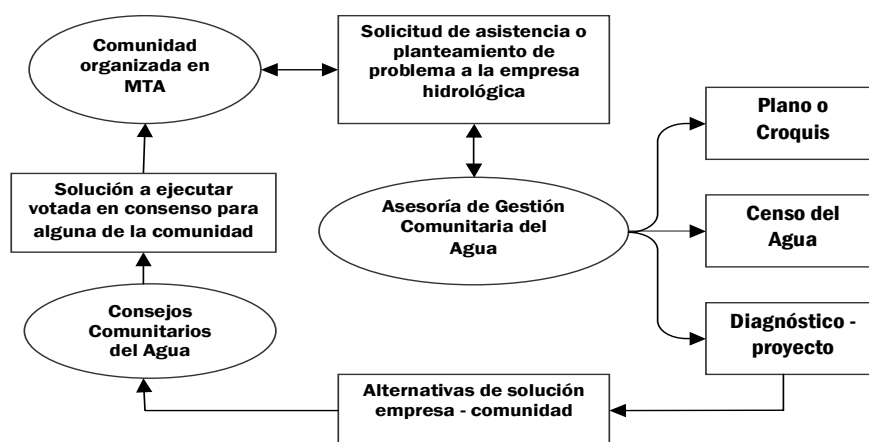 Comunidad
organizada en
MTA
Solicitud de asistencia o
planteamiento de
problema a la empresa
hidrológica
Plano o
Croquis
Solución a ejecutar
votada en consenso para
alguna de la comunidad
Asesoría de Gestión
Comunitaria del
Agua
Censo del
Agua
Consejos
Comunitarios
del Agua
Diagnóstico -
proyecto
Alternativas de solución
empresa - comunidad